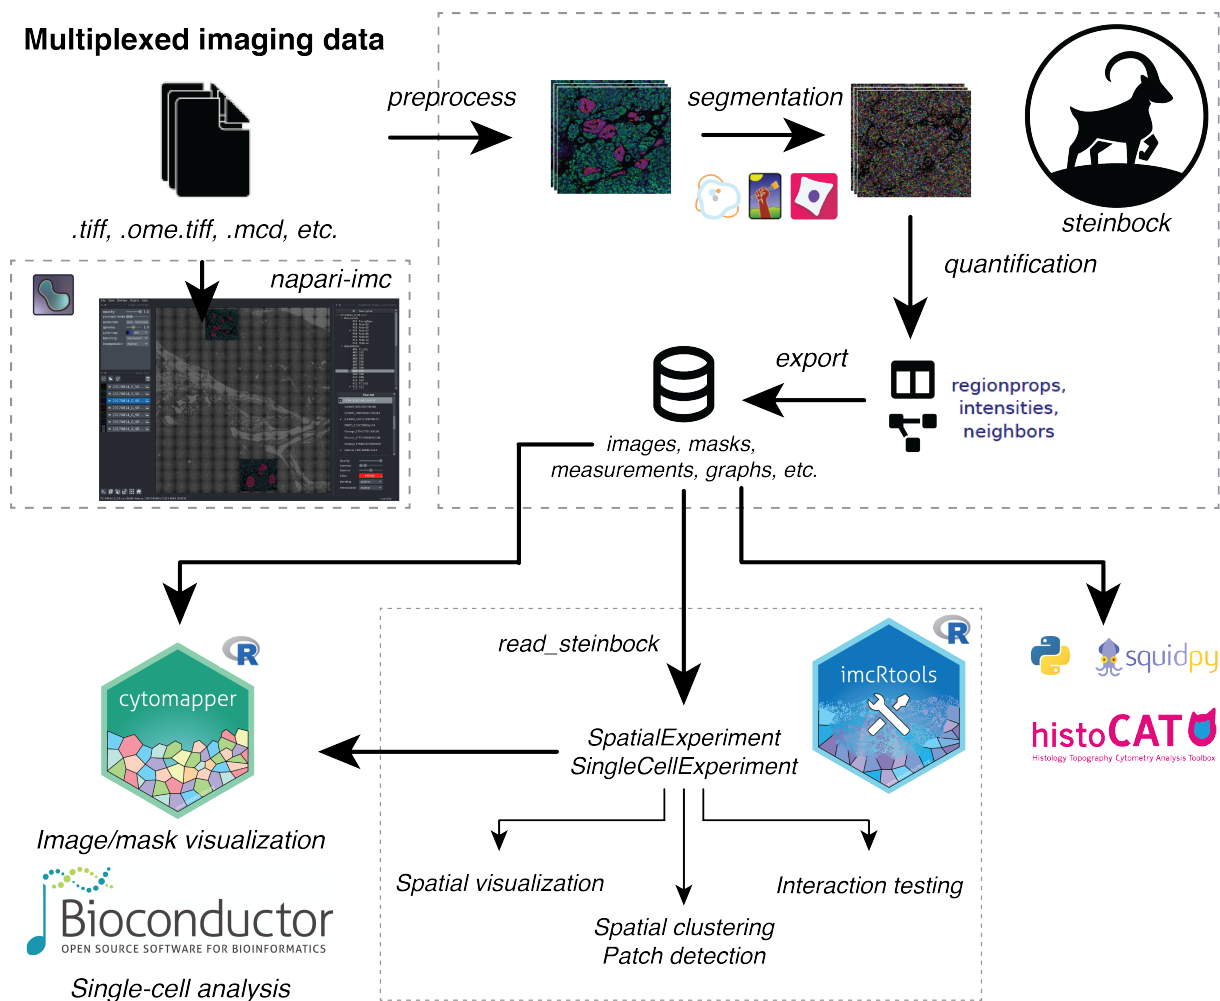 Multiplexed imaging data
preprocess
segmentation
steinbock
.tiff, .ome.tiff, .mcd, etc.
napari-imc
quantification
export
regionprops,
intensities,
neighbors
images, masks,
measurements, graphs, etc.
read_steinbock
R
cytomapper
R
imcRtools
squidpy
histoCAT
Histology Topography Cytometry Analysis Toolbox
SpatialExperiment
SingleCellExperiment
Image/mask visualization
Spatial visualization
Interaction testing
Spatial clustering
Patch detection
Bioconductor
OPEN SOURCE SOFTWARE FOR BIOINFORMATICS
Single-cell analysis